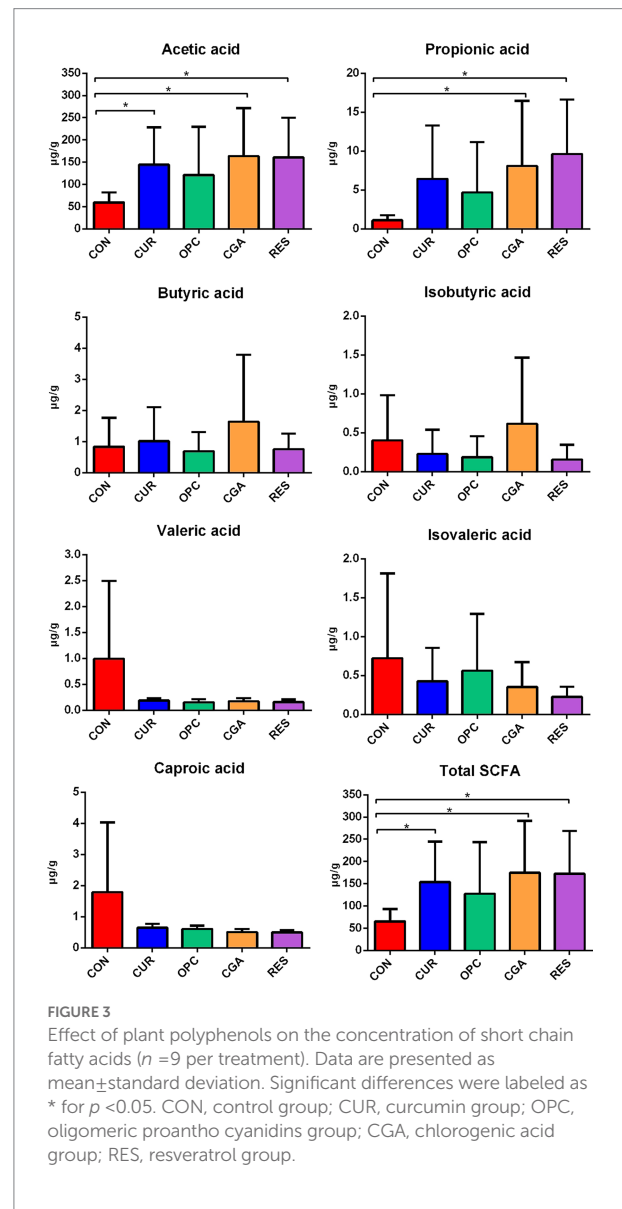 Acetic acid
350
300
250
200
150
100
50
0
µg/g
* * *
CON CUR OPC CGA RES
Propionic acid
20
15
10
5
0
µg/g
* *
CON CUR OPC CGA RES
Butyric acid
5
4
3
2
1
0
µg/g
CON CUR OPC CGA RES
Isobutyric acid
2.0
1.5
1.0
0.5
0.0
µg/g
CON CUR OPC CGA RES
Valeric acid
3.0
2.5
2.0
1.5
1.0
0.5
0.0
µg/g
CON CUR OPC CGA RES
Isovaleric acid
2.0
1.5
1.0
0.5
0.0
µg/g
CON CUR OPC CGA RES
Caproic acid
5
4
3
2
1
0
µg/g
CON CUR OPC CGA RES
Total SCFA
350
300
250
200
150
100
50
0
µg/g
* * *
CON CUR OPC CGA RES
FIGURE 3
Effect of plant polyphenols on the concentration of short chain
fatty acids (n =9 per treatment). Data are presented as
mean±standard deviation. Significant differences were labeled as
* for p <0.05. CON, control group; CUR, curcumin group; OPC,
oligomeric proantho cyanidins group; CGA, chlorogenic acid
group; RES, resveratrol group.